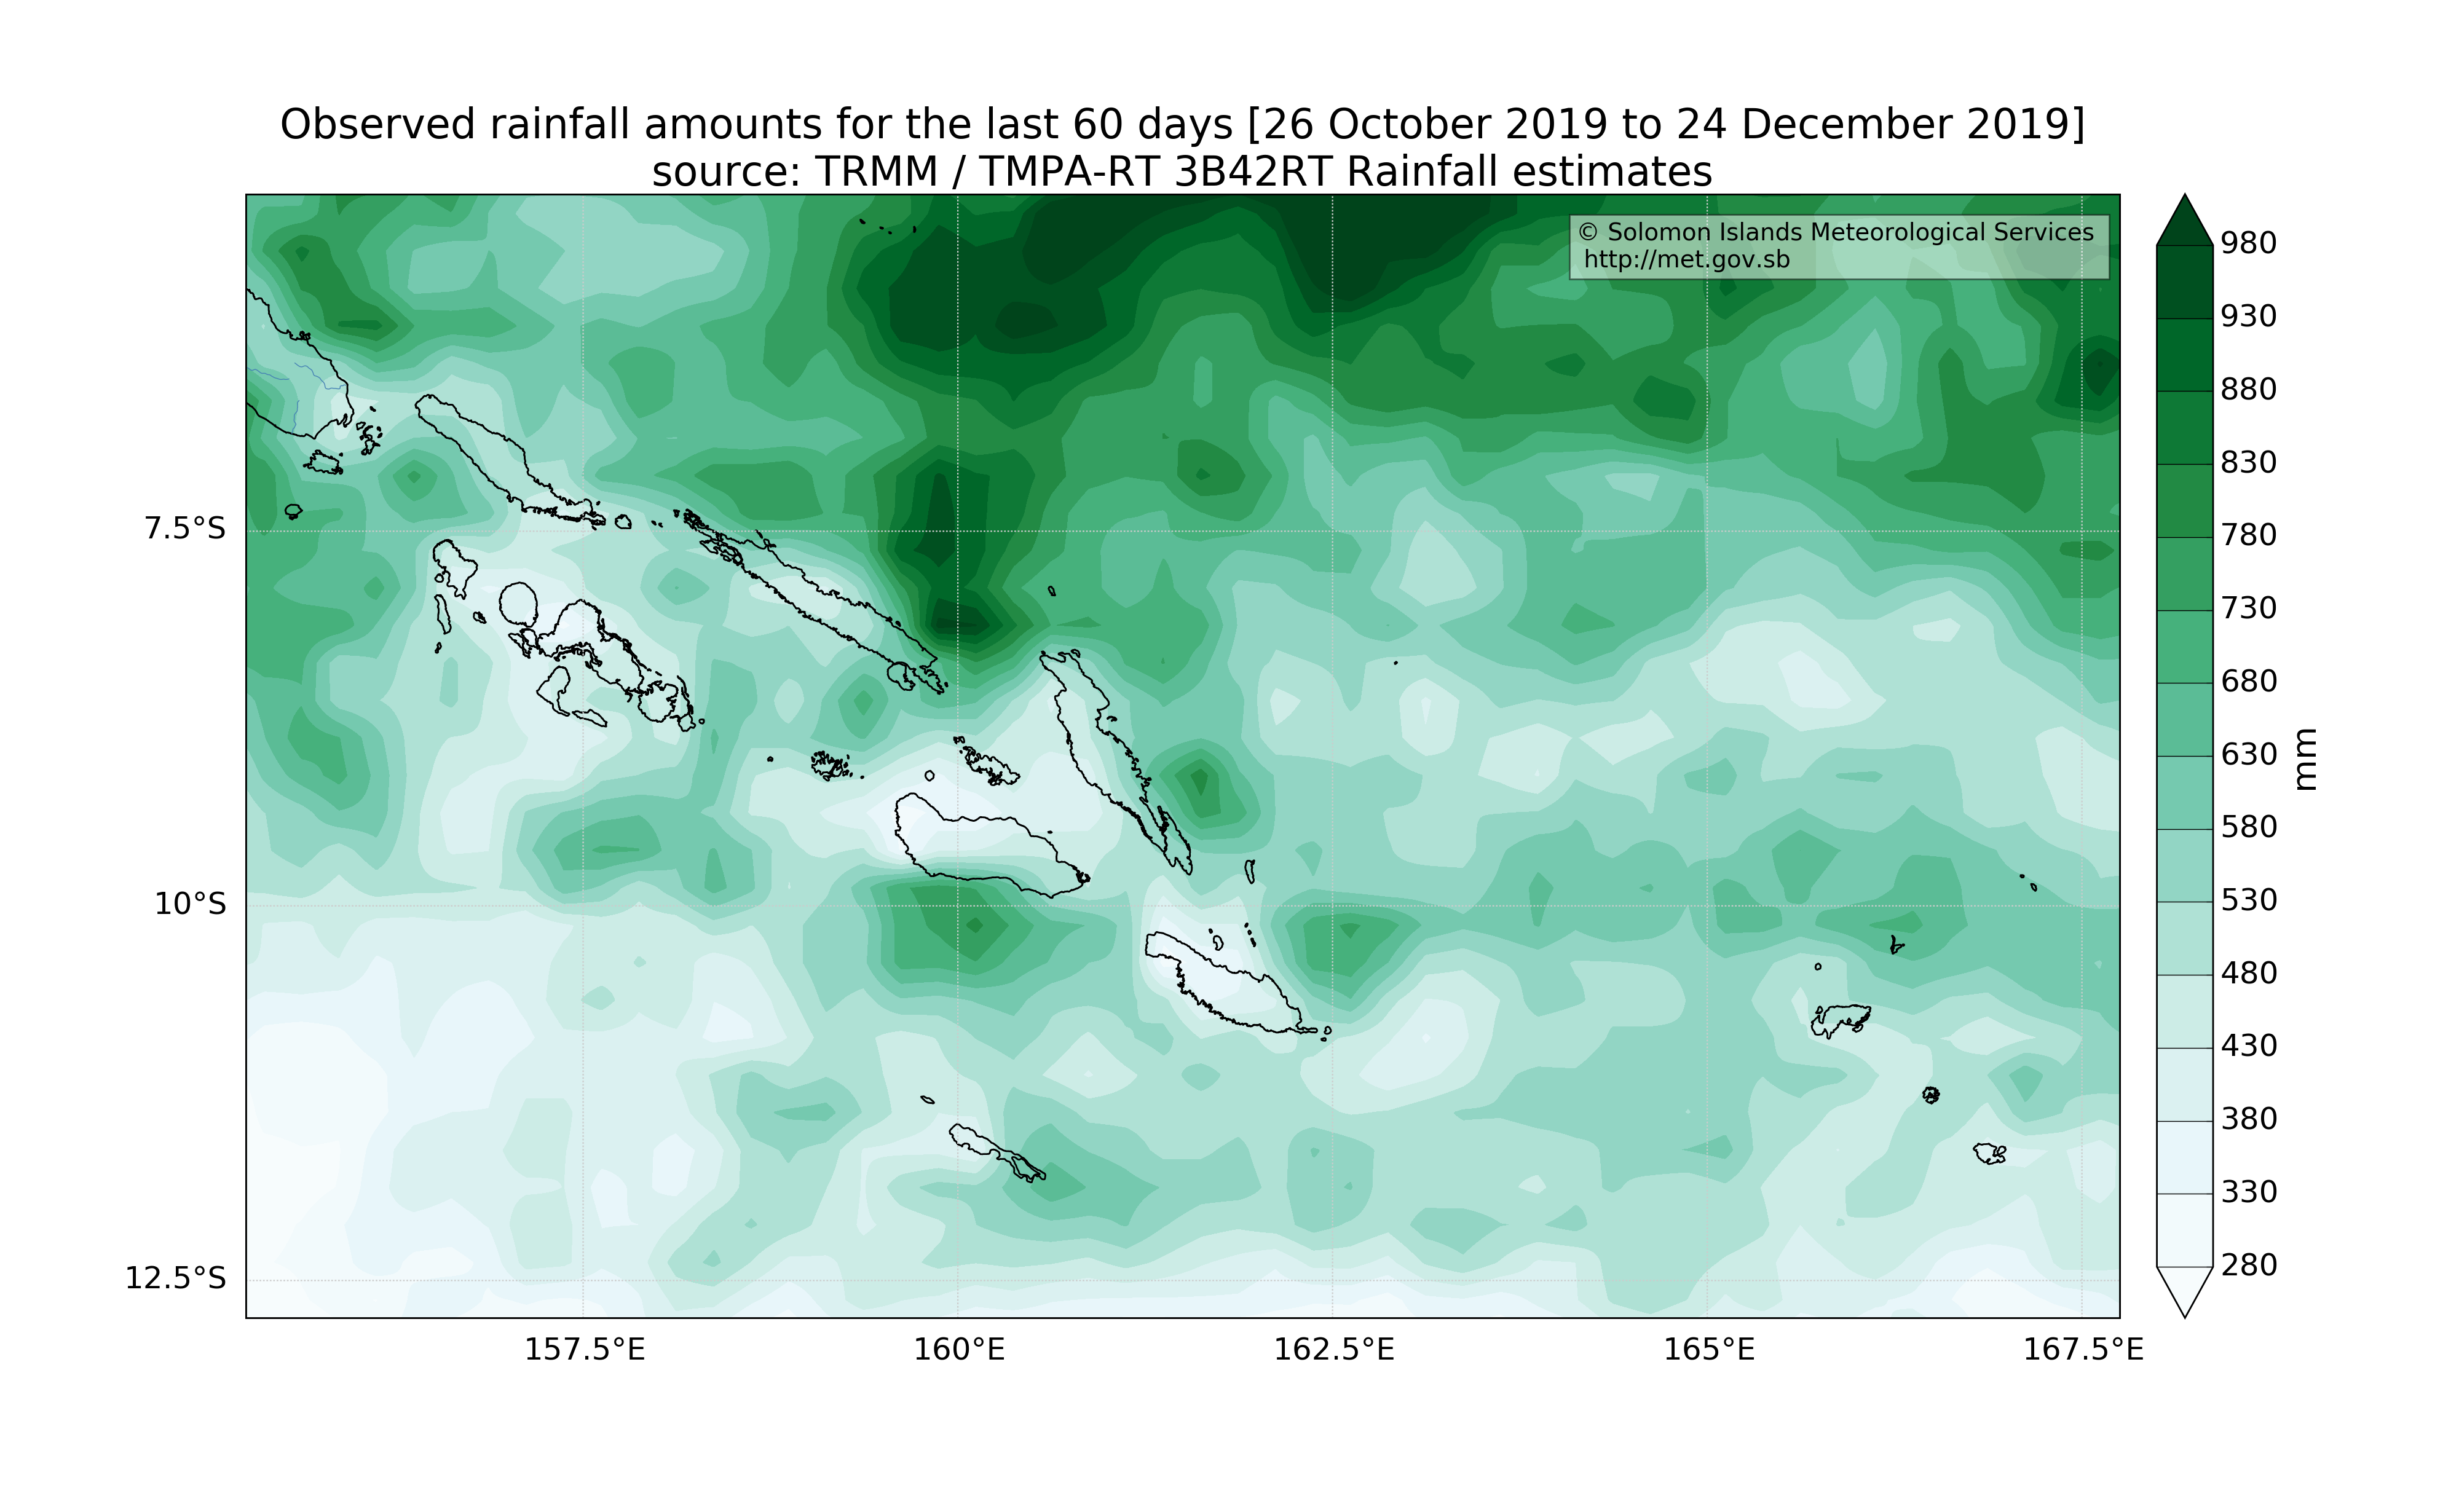 Observed rainfall amounts for the last 60 days [26 October 2019 to 24 December 2019]
source: TRMM / TMPA-RT 3B42RT Rainfall estimates
© Solomon Islands Meteorological Services
http://met.gov.sb
980
930
880
830
780
730
680
630
580
530
480
430
380
330
280
mm
7.5°S
10°S
12.5°S
157.5°E
160°E
162.5°E
165°E
167.5°E